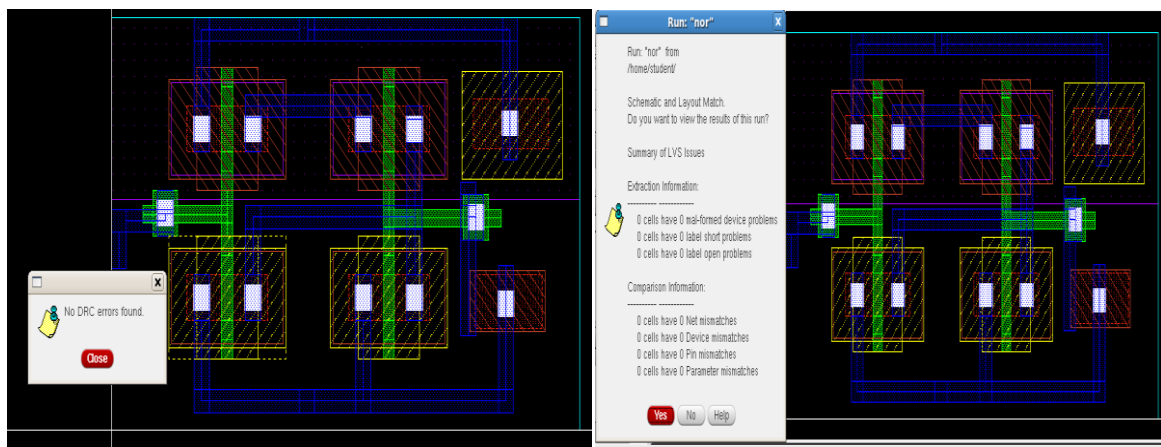 No DRC errors found.
Close
Run: "nor"
Run: "nor" from
/home/student/
Schematic and Layout Match.
Do you want to view the results of this run?
Summary of LVS Issues
Extraction Information:
---------- ------------
0 cells have 0 mal-formed device problems
0 cells have 0 label short problems
0 cells have 0 label open problems
Comparison Information:
---------- ------------
0 cells have 0 Net mismatches
0 cells have 0 Device mismatches
0 cells have 0 Pin mismatches
0 cells have 0 Parameter mismatches
Yes No Help